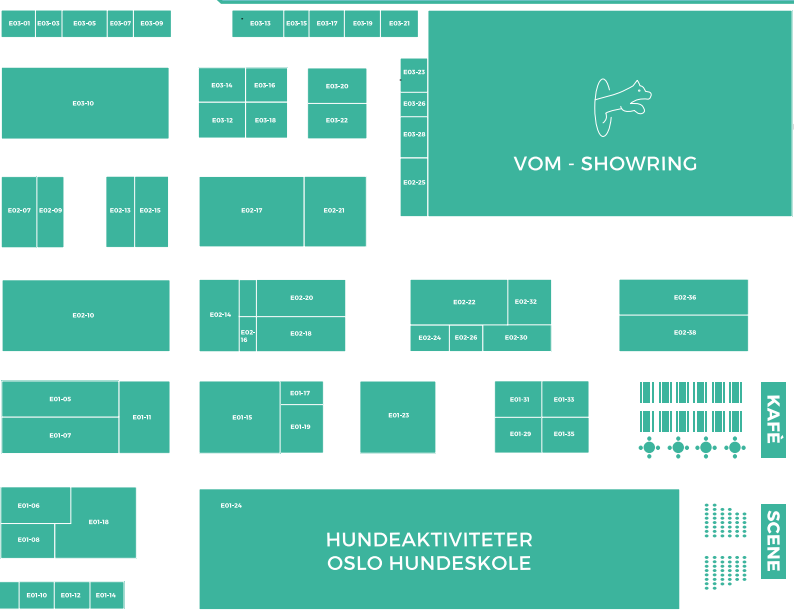 E03-01 E03-03 E03-05 E03-07 E03-09 E03-13 E03-15 E03-17 E03-19 E03-21
E03-23
E03-14 E03-16 E03-20
E03-10 E03-26
E03-12 E03-18 E03-22
E03-28
VOM - SHOWRING
E02-25
E02-07 E02-09 E02-13 E02-15 E02-17 E02-21
E02-20 E02-22 E02-32 E02-36
E02-10 E02-14
E02-
16
E02-18 E02-24 E02-26 E02-30 E02-38
E01-05 E01-17 E01-31 E01-33
E01-11 E01-15 E01-23
E01-07 E01-19 E01-29 E01-35
KAFÈ
E01-06 E01-24
E01-18
E01-08
HUNDEAKTIVITETER
OSLO HUNDESKOLE
SCENE
E01-10 E01-12 E01-14